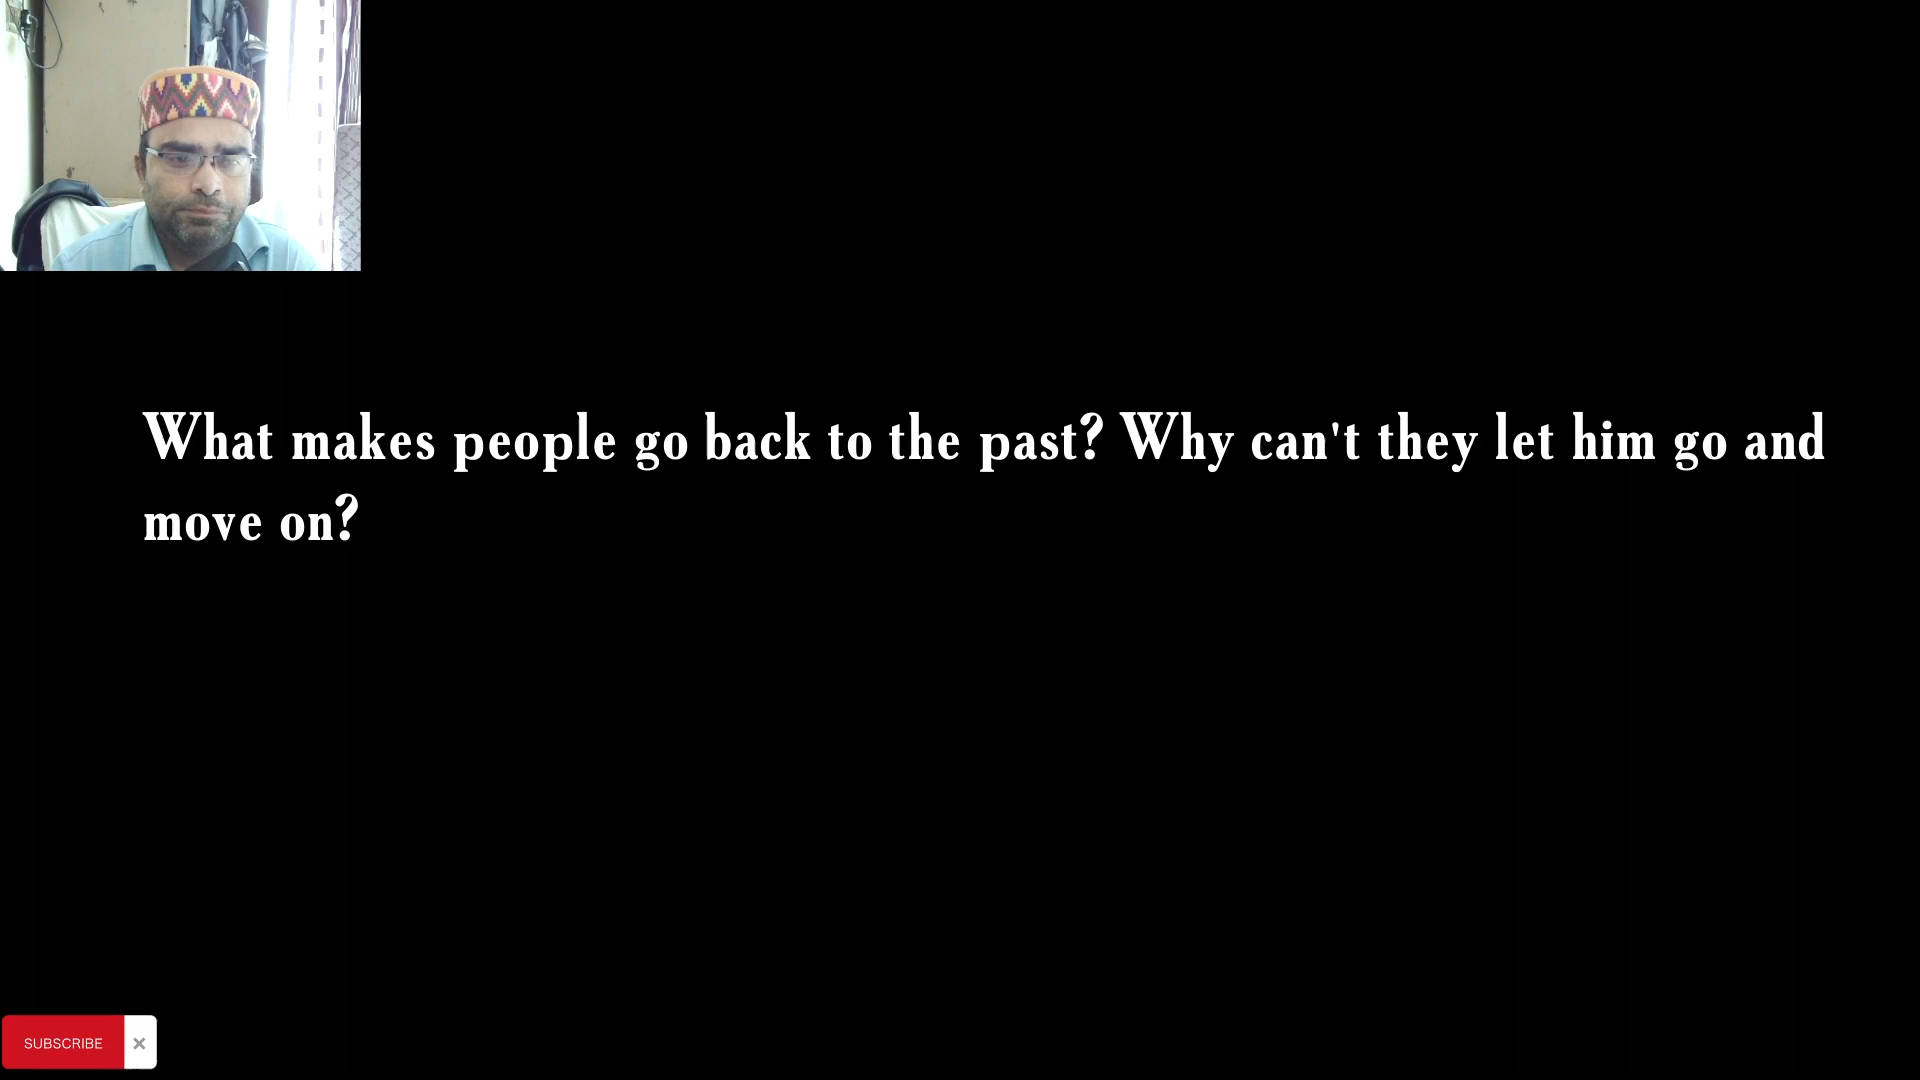 What makes people go back to the past? Why can't they let him go and
move on?
SUBSCRIBE